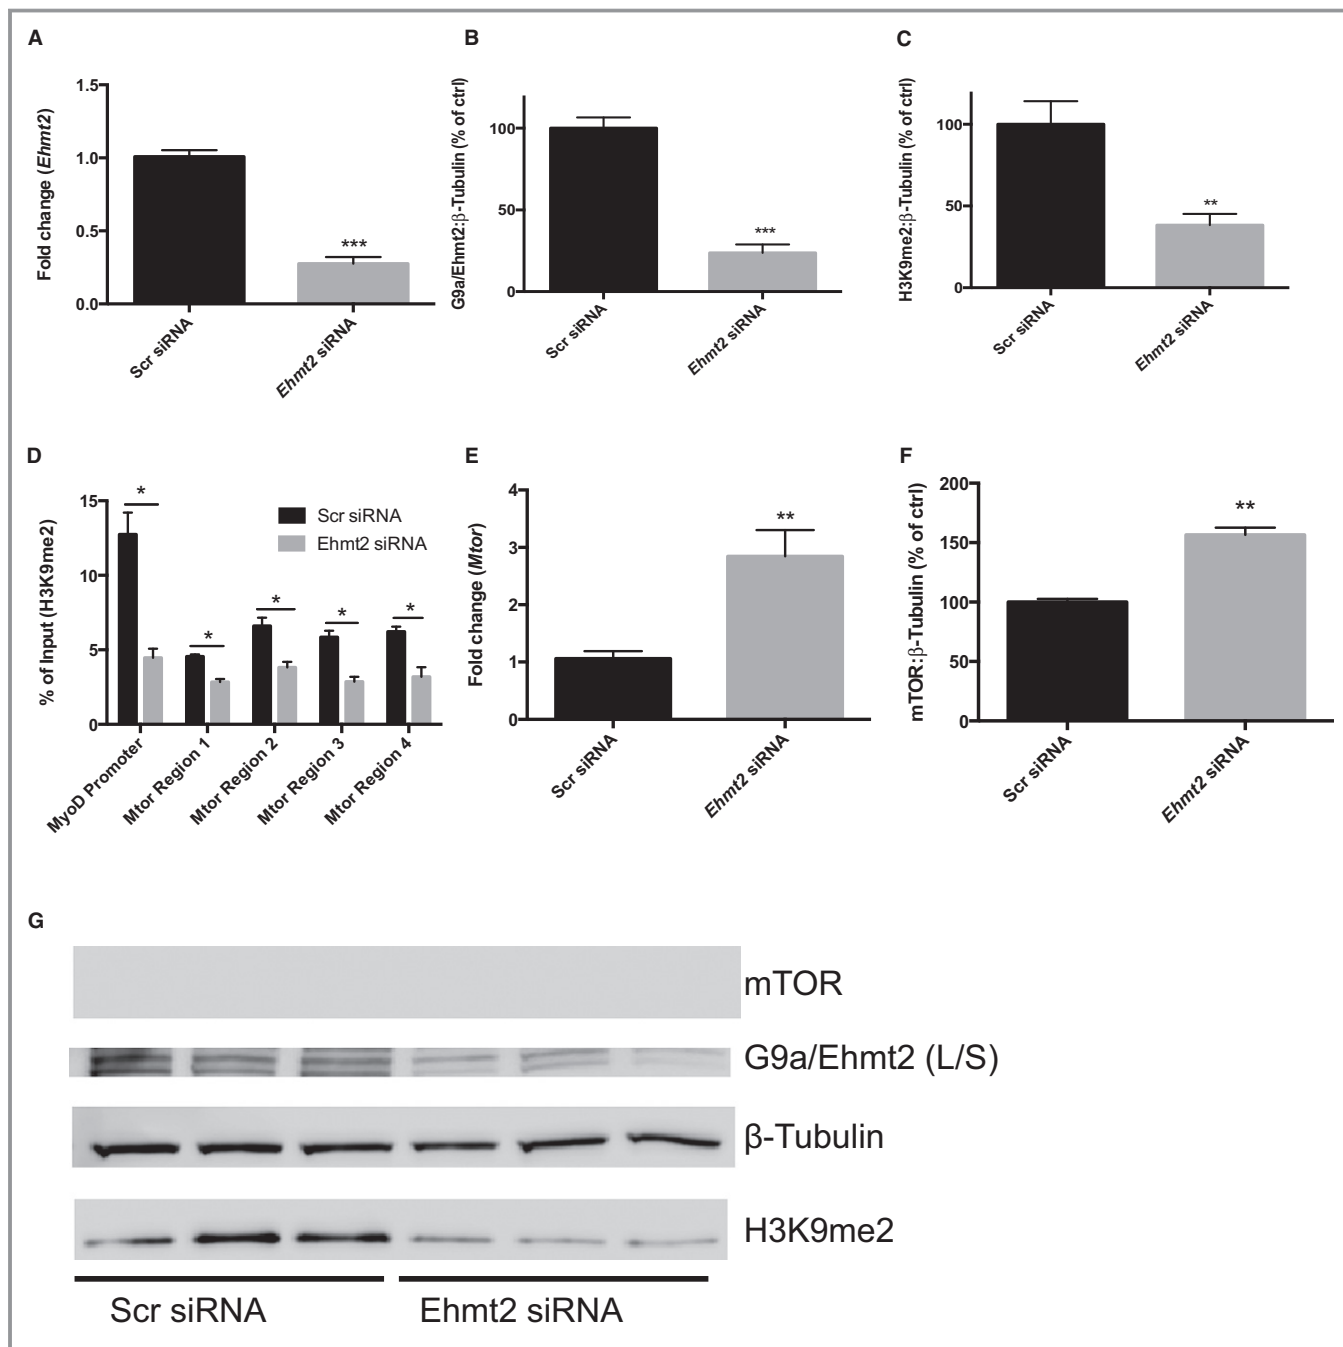 A
Fold change (Ehmt2)
1.5
1.0
0.5
0.0
***
Scr siRNA
Ehmt2 siRNA
B
G9a/Ehmt2:β-Tubulin (% of ctrl)
100
50
0
***
Scr siRNA
Ehmt2 siRNA
C
H3K9me2:β-Tubulin (% of ctrl)
100
50
0
**
Scr siRNA
Ehmt2 siRNA
D
% of Input (H3K9me2)
15
10
5
0
*
*
*
*
*
Scr siRNA
Ehmt2 siRNA
MyoD Promoter
Mtor Region 1
Mtor Region 2
Mtor Region 3
Mtor Region 4
E
Fold change (Mtor)
4
3
2
1
0
**
Scr siRNA
Ehmt2 siRNA
F
mTOR:β-Tubulin (% of ctrl)
200
150
100
50
0
**
Scr siRNA
Ehmt2 siRNA
G
mTOR
G9a/Ehmt2 (L/S)
β-Tubulin
H3K9me2
Scr siRNA
Ehmt2 siRNA